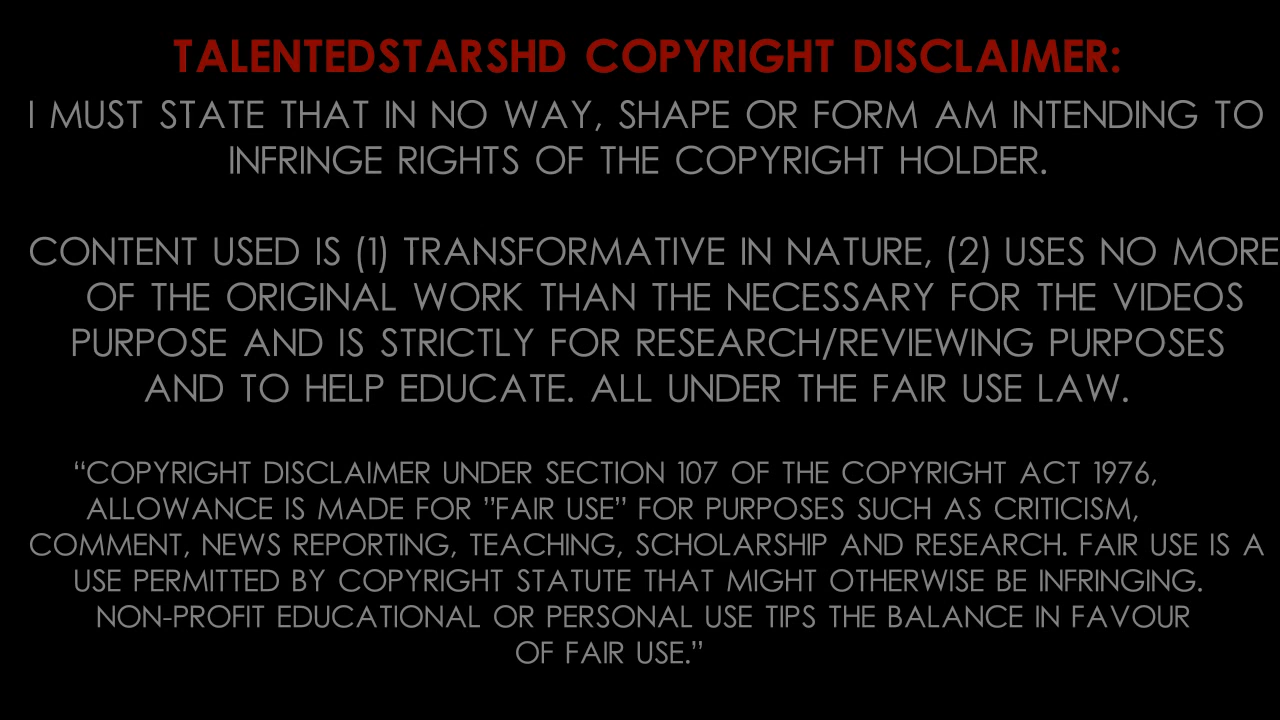 TALENTEDSTARSHD COPYRIGHT DISCLAIMER:
I MUST STATE THAT IN NO WAY, SHAPE OR FORM AM INTENDING TO
INFRINGE RIGHTS OF THE COPYRIGHT HOLDER.
CONTENT USED IS (1) TRANSFORMATIVE IN NATURE, (2) USES NO MORE
OF THE ORIGINAL WORK THAN THE NECESSARY FOR THE VIDEOS
PURPOSE AND IS STRICTLY FOR RESEARCH/REVIEWING PURPOSES
AND TO HELP EDUCATE. ALL UNDER THE FAIR USE LAW.
“COPYRIGHT DISCLAIMER UNDER SECTION 107 OF THE COPYRIGHT ACT 1976,
ALLOWANCE IS MADE FOR ”FAIR USE” FOR PURPOSES SUCH AS CRITICISM,
COMMENT, NEWS REPORTING, TEACHING, SCHOLARSHIP AND RESEARCH. FAIR USE IS A
USE PERMITTED BY COPYRIGHT STATUTE THAT MIGHT OTHERWISE BE INFRINGING.
NON-PROFIT EDUCATIONAL OR PERSONAL USE TIPS THE BALANCE IN FAVOUR
OF FAIR USE.”